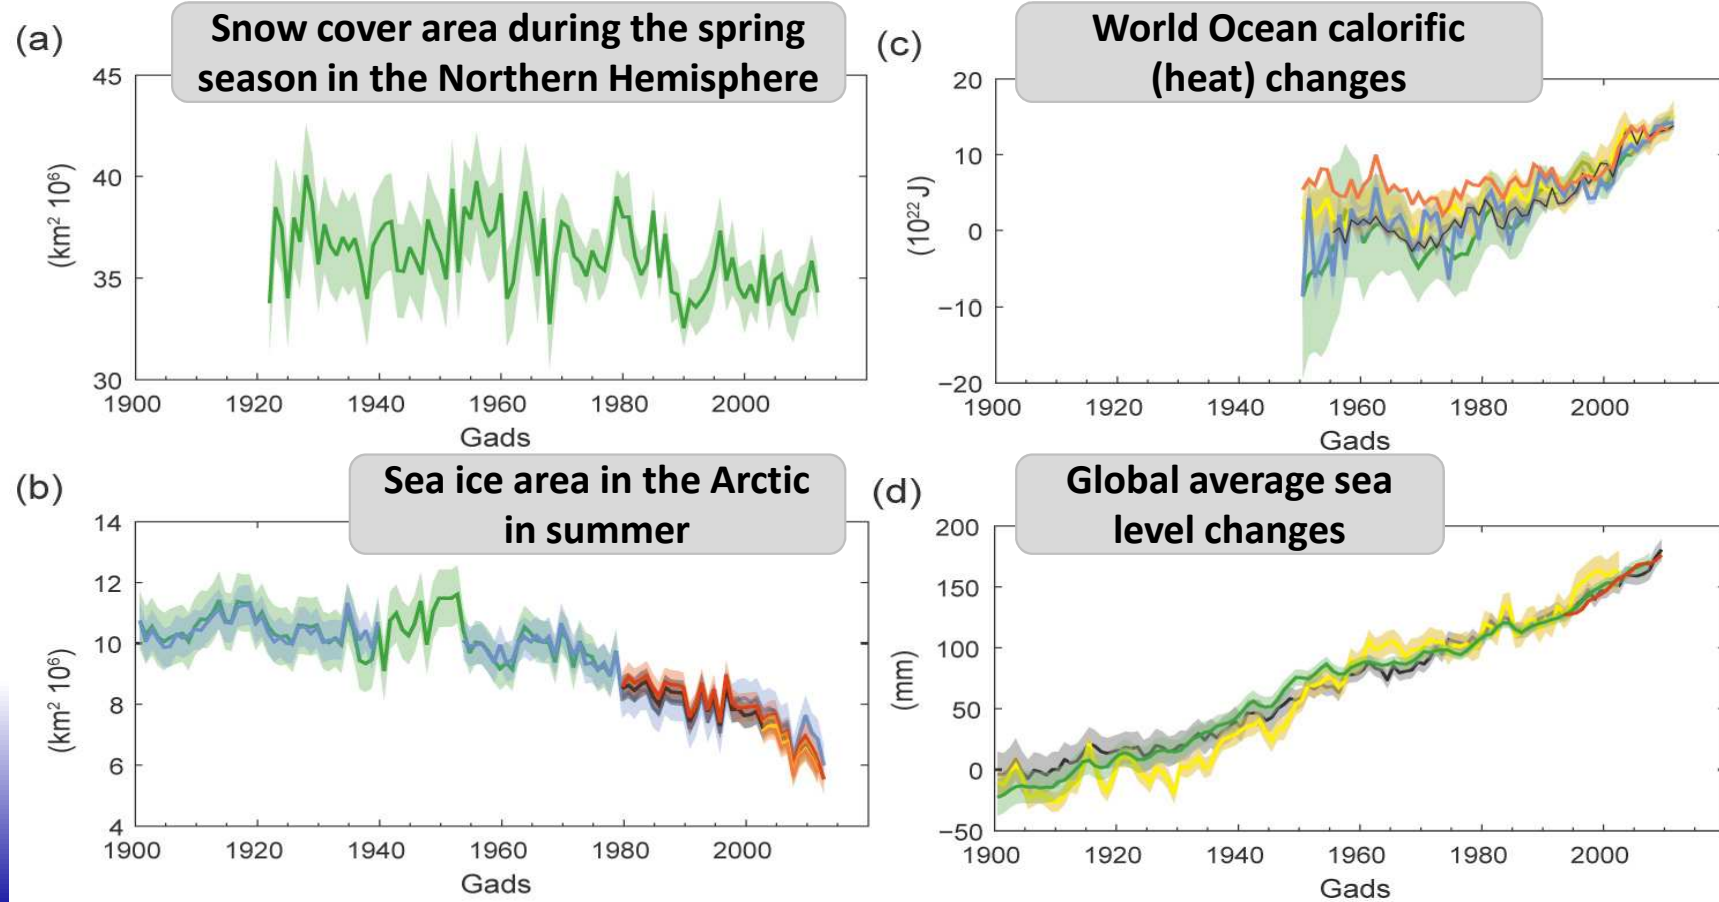 (a)
Snow cover area during the spring
season in the Northern Hemisphere
45
40
35
30
(km² 10⁶)
1900 1920 1940 1960 1980 2000
Gads
(c)
World Ocean calorific
(heat) changes
20
10
0
−10
−20
(10²² J)
1900 1920 1940 1960 1980 2000
Gads
(b)
Sea ice area in the Arctic
in summer
14
12
10
8
6
4
(km² 10⁶)
1900 1920 1940 1960 1980 2000
Gads
(d)
Global average sea
level changes
200
150
100
50
0
−50
(mm)
1900 1920 1940 1960 1980 2000
Gads